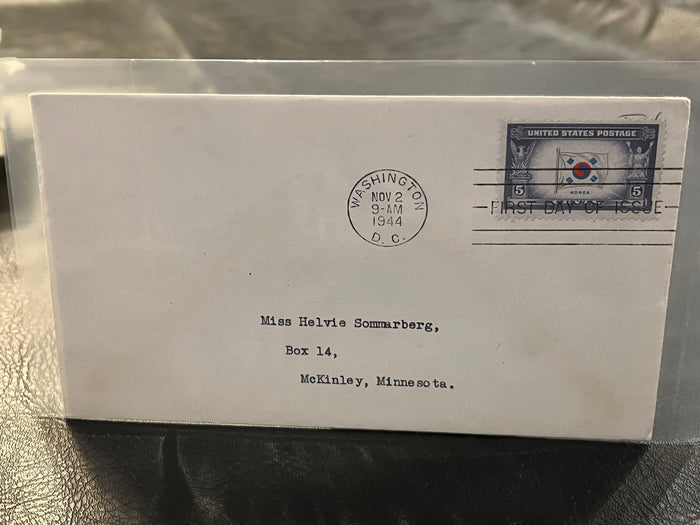 UNITED STATES POSTAGE
5 5
KOREA
WASHINGTON
NOV 2
9-AM
1944
D. C.
FIRST DAY OF ISSUE
Miss Helvie Sommarberg,
Box 14,
McKinley, Minnesota.